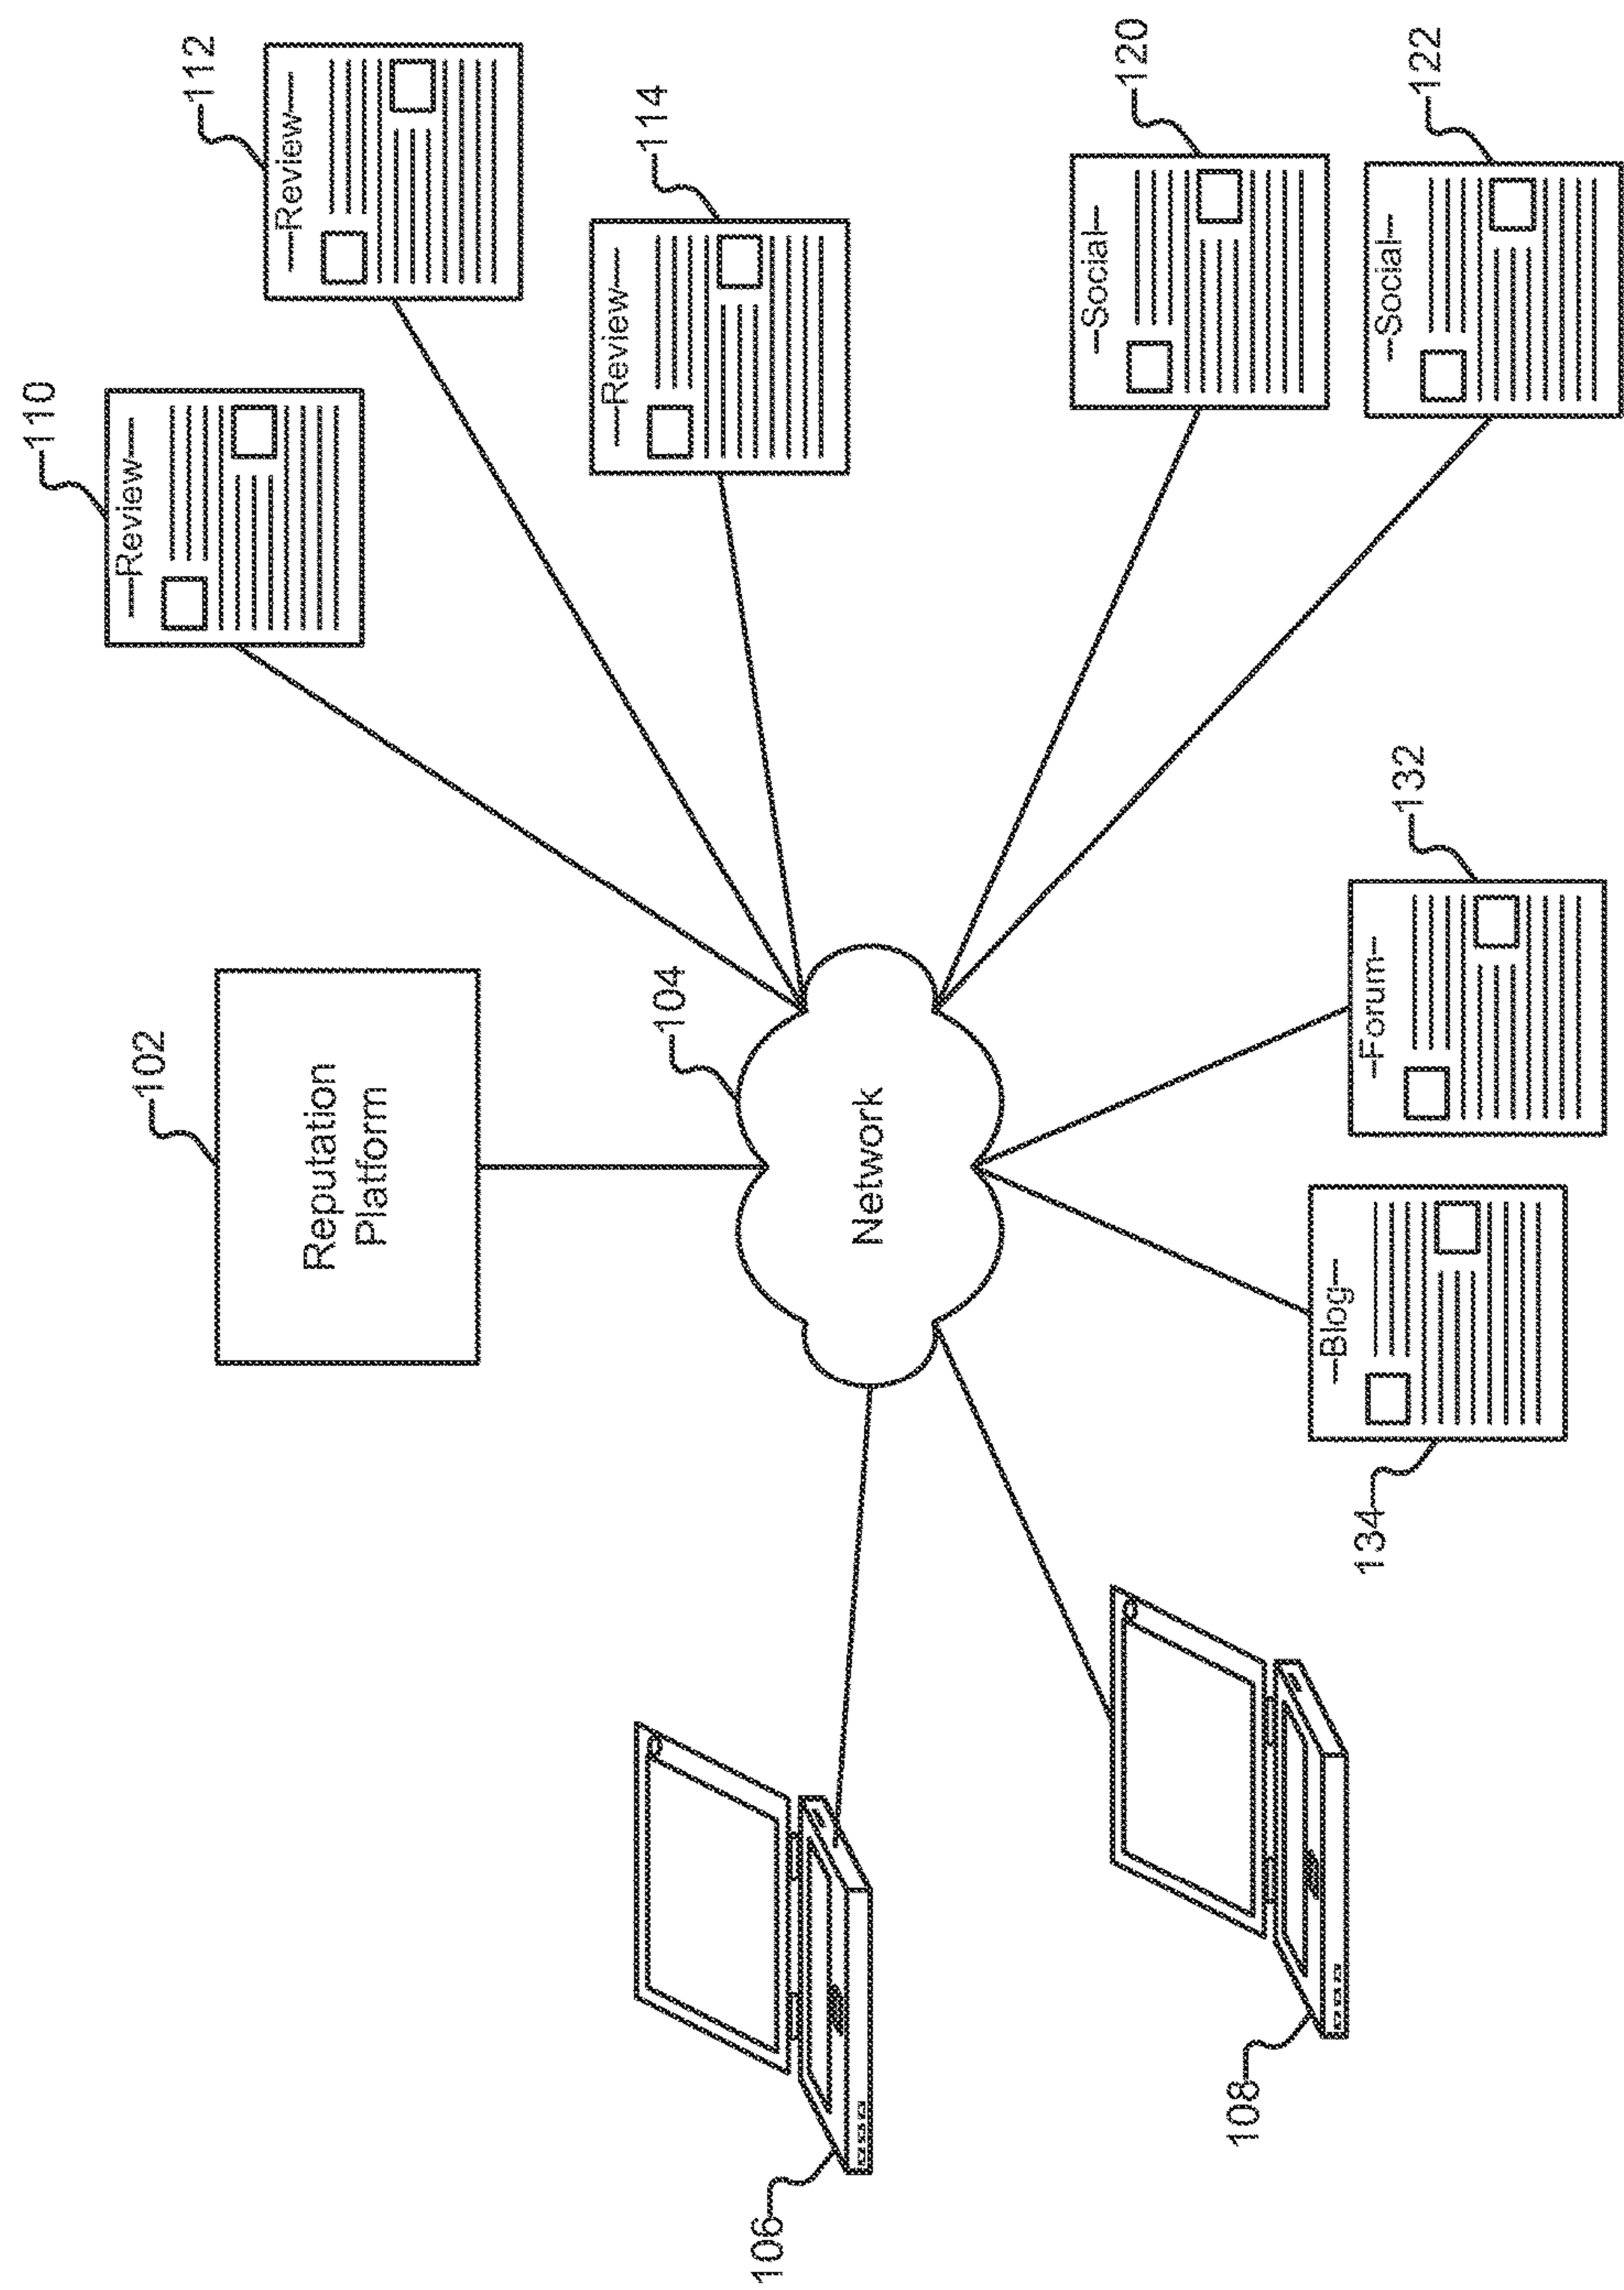 110
—Review—
112
—Review—
102
Reputation
Platform
114
—Review—
104
Network
106
120
--Social--
108
134
--Blog--
132
--Forum--
122
--Social--